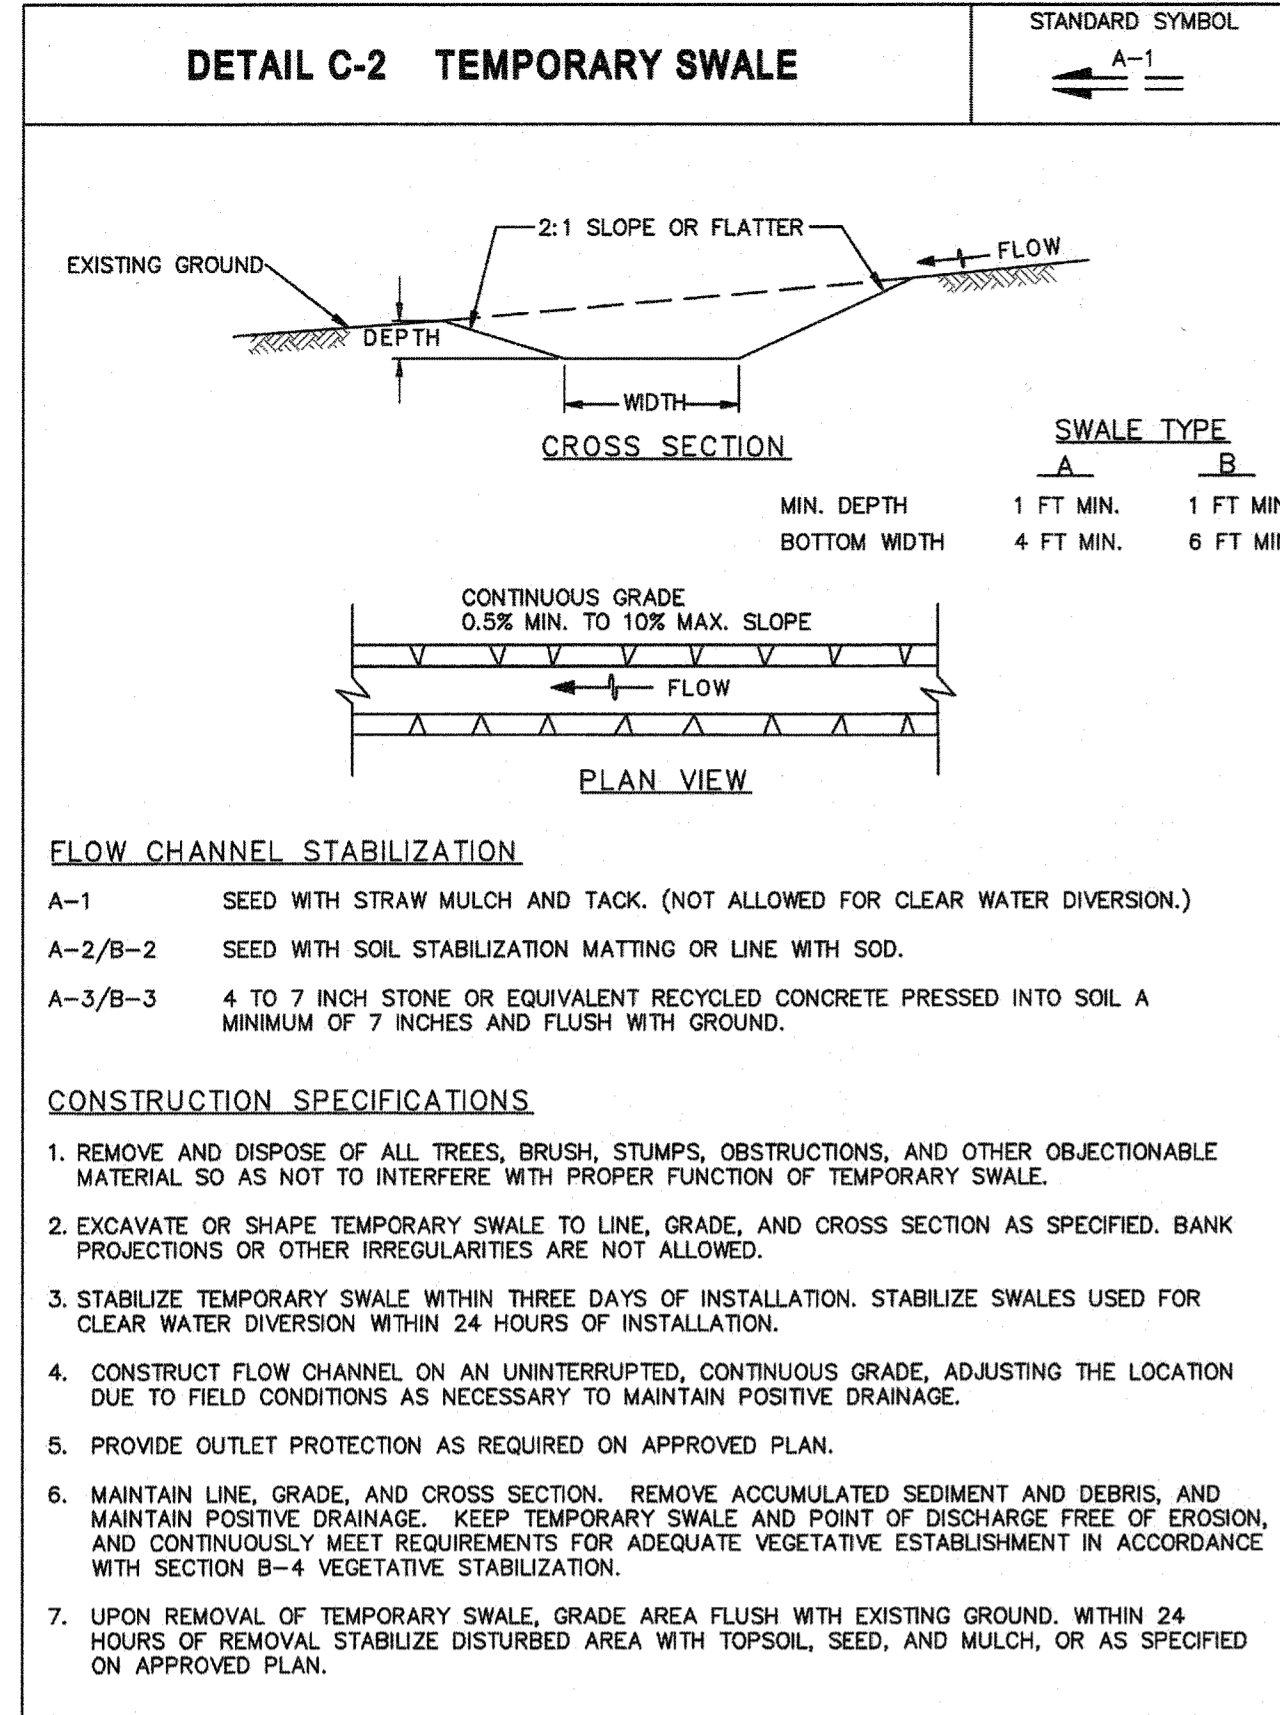 DETAIL C-2 TEMPORARY SWALE
STANDARD SYMBOL
A-1
2:1 SLOPE OR FLATTER
FLOW
EXISTING GROUND
DEPTH
WIDTH
CROSS SECTION
SWALE TYPE
A B
MIN. DEPTH 1 FT MIN. 1 FT MIN
BOTTOM WIDTH 4 FT MIN. 6 FT MIN
CONTINUOUS GRADE
0.5% MIN. TO 10% MAX. SLOPE
FLOW
PLAN VIEW
FLOW CHANNEL STABILIZATION
A-1 SEED WITH STRAW MULCH AND TACK. (NOT ALLOWED FOR CLEAR WATER DIVERSION.)
A-2/B-2 SEED WITH SOIL STABILIZATION MATTING OR LINE WITH SOD.
A-3/B-3 4 TO 7 INCH STONE OR EQUIVALENT RECYCLED CONCRETE PRESSED INTO SOIL A
MINIMUM OF 7 INCHES AND FLUSH WITH GROUND.
CONSTRUCTION SPECIFICATIONS
1. REMOVE AND DISPOSE OF ALL TREES, BRUSH, STUMPS, OBSTRUCTIONS, AND OTHER OBJECTIONABLE
MATERIAL SO AS NOT TO INTERFERE WITH PROPER FUNCTION OF TEMPORARY SWALE.
2. EXCAVATE OR SHAPE TEMPORARY SWALE TO LINE, GRADE, AND CROSS SECTION AS SPECIFIED. BANK
PROJECTIONS OR OTHER IRREGULARITIES ARE NOT ALLOWED.
3. STABILIZE TEMPORARY SWALE WITHIN THREE DAYS OF INSTALLATION. STABILIZE SWALES USED FOR
CLEAR WATER DIVERSION WITHIN 24 HOURS OF INSTALLATION.
4. CONSTRUCT FLOW CHANNEL ON AN UNINTERRUPTED, CONTINUOUS GRADE, ADJUSTING THE LOCATION
DUE TO FIELD CONDITIONS AS NECESSARY TO MAINTAIN POSITIVE DRAINAGE.
5. PROVIDE OUTLET PROTECTION AS REQUIRED ON APPROVED PLAN.
6. MAINTAIN LINE, GRADE, AND CROSS SECTION. REMOVE ACCUMULATED SEDIMENT AND DEBRIS, AND
MAINTAIN POSITIVE DRAINAGE. KEEP TEMPORARY SWALE AND POINT OF DISCHARGE FREE OF EROSION,
AND CONTINUOUSLY MEET REQUIREMENTS FOR ADEQUATE VEGETATIVE ESTABLISHMENT IN ACCORDANCE
WITH SECTION B-4 VEGETATIVE STABILIZATION.
7. UPON REMOVAL OF TEMPORARY SWALE, GRADE AREA FLUSH WITH EXISTING GROUND. WITHIN 24
HOURS OF REMOVAL STABILIZE DISTURBED AREA WITH TOPSOIL, SEED, AND MULCH, OR AS SPECIFIED
ON APPROVED PLAN.